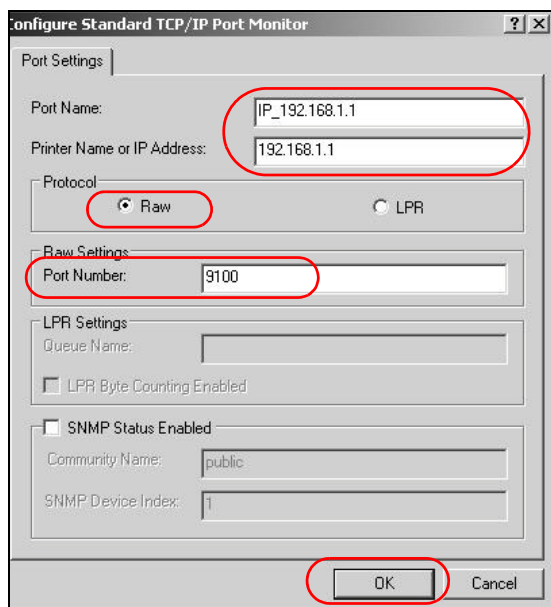 Configure Standard TCP/IP Port Monitor
Port Settings
Port Name: IP_192.168.1.1
Printer Name or IP Address: 192.168.1.1
Protocol
Raw LPR
Raw Settings
Port Number: 9100
LPR Settings
Queue Name:
LPR Byte Counting Enabled
SNMP Status Enabled
Community Name: public
SNMP Device Index: 1
OK Cancel